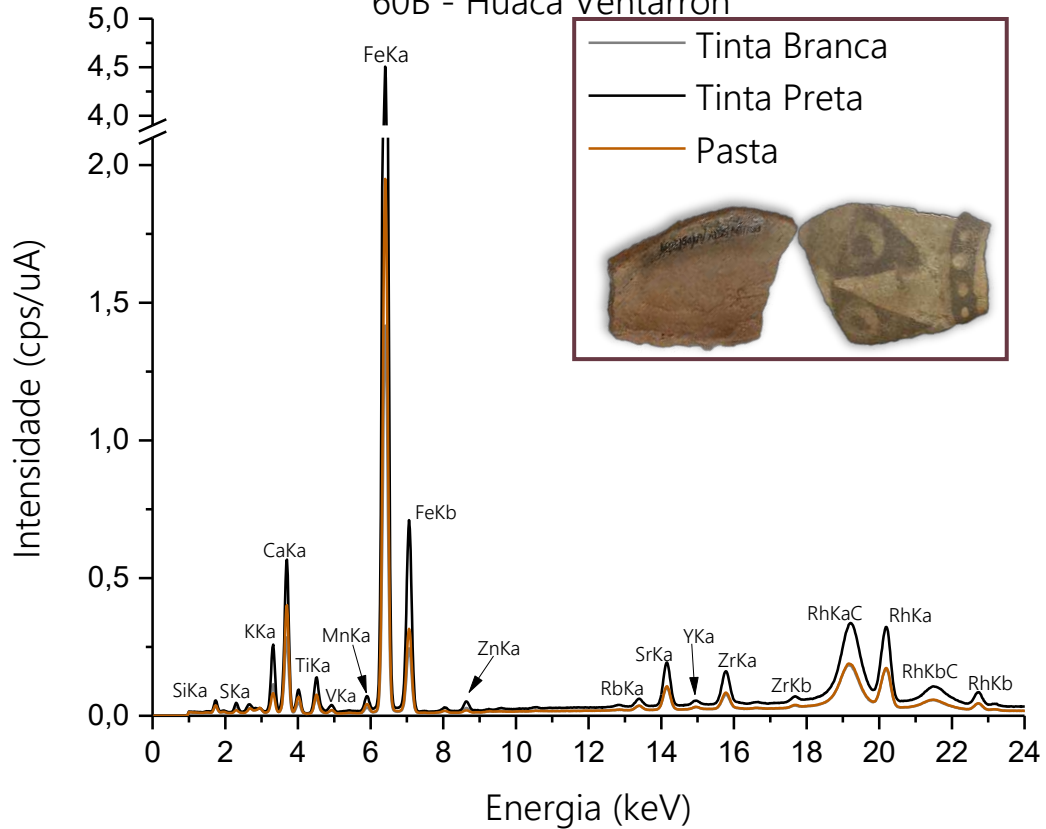 60B - Huaca Ventarrón
Tinta Branca
Tinta Preta
Pasta
Intensidade (cps/uA)
5,0
4,5
4,0
2,0
1,5
1,0
0,5
0,0
FeKa
FeKb
CaKa
KKa
MnKa
TiKa
ZnKa
SiKa
SKa
VKa
RbKa
SrKa
YKa
ZrKa
ZrKb
RhKaC
RhKa
RhKbC
RhKb
0 2 4 6 8 10 12 14 16 18 20 22 24
Energia (keV)